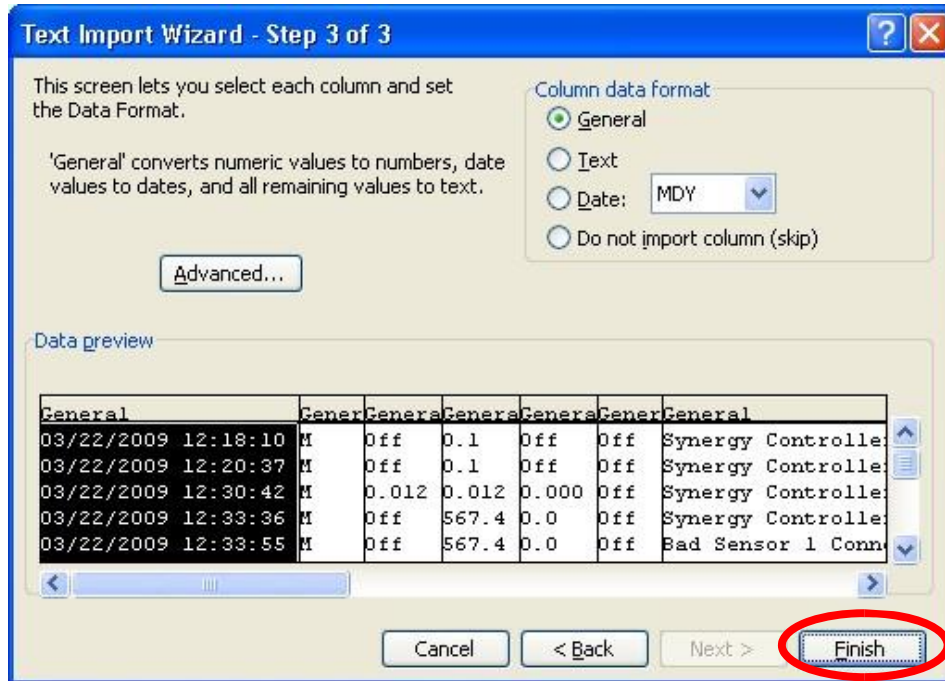 Text Import Wizard - Step 3 of 3
This screen lets you select each column and set
the Data Format.
'General' converts numeric values to numbers, date
values to dates, and all remaining values to text.
Advanced...
Column data format
General
Text
Date: MDY
Do not import column (skip)
Data preview
General GenerGeneraGeneraGeneraGenerGeneral
03/22/2009 12:18:10 M Off 0.1 Off Off Synergy Controller
03/22/2009 12:20:37 M Off 0.1 Off Off Synergy Controller
03/22/2009 12:30:42 M 0.012 0.012 0.000 Off Synergy Controller
03/22/2009 12:33:36 M Off 567.4 0.0 Off Synergy Controller
03/22/2009 12:33:55 M Off 567.4 0.0 Off Bad Sensor 1 Conn
Cancel < Back Next > Finish